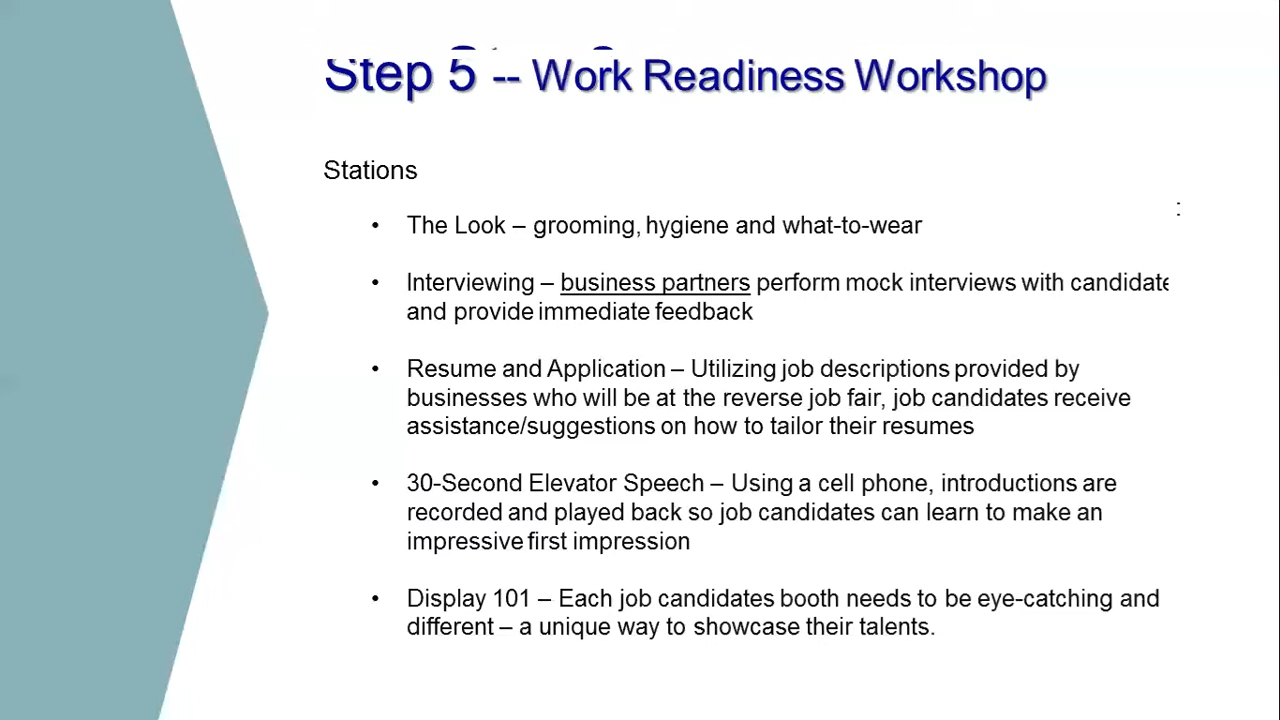 Step 5 -- Work Readiness Workshop
Stations
:
• The Look – grooming, hygiene and what-to-wear
• Interviewing – business partners perform mock interviews with candidate
and provide immediate feedback
• Resume and Application – Utilizing job descriptions provided by
businesses who will be at the reverse job fair, job candidates receive
assistance/suggestions on how to tailor their resumes
• 30-Second Elevator Speech – Using a cell phone, introductions are
recorded and played back so job candidates can learn to make an
impressive first impression
• Display 101 – Each job candidates booth needs to be eye-catching and
different – a unique way to showcase their talents.